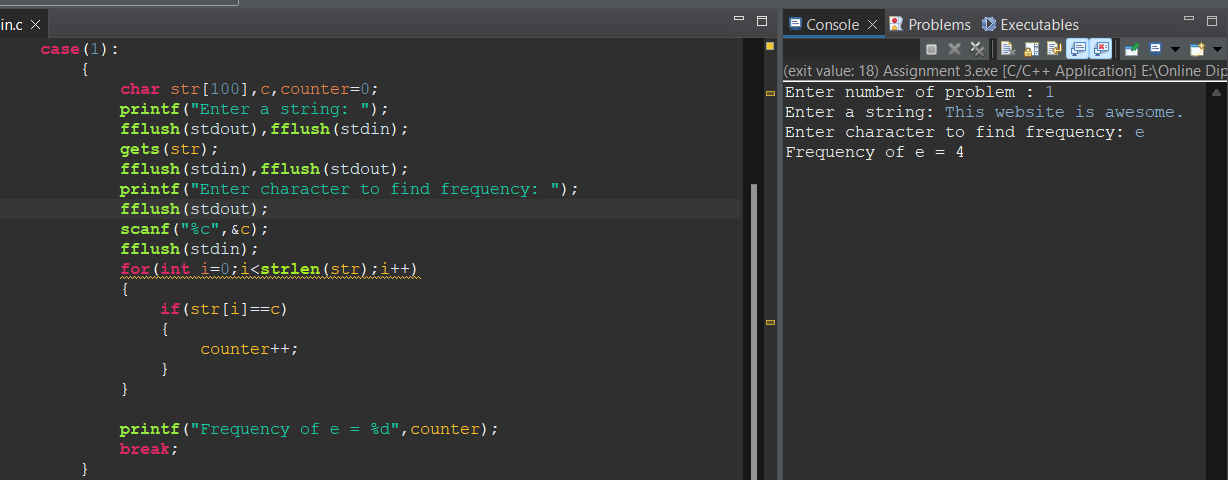 in.c
case(1):
{
char str[100],c,counter=0;
printf("Enter a string: ");
fflush(stdout),fflush(stdin);
gets(str);
fflush(stdin),fflush(stdout);
printf("Enter character to find frequency: ");
fflush(stdout);
scanf("%c",&c);
fflush(stdin);
for(int i=0;i<strlen(str);i++)
{
if(str[i]==c)
{
counter++;
}
}
printf("Frequency of e = %d",counter);
break;
}
Console Problems Executables
(exit value: 18) Assignment 3.exe [C/C++ Application] E:\Online Dip
Enter number of problem : 1
Enter a string: This website is awesome.
Enter character to find frequency: e
Frequency of e = 4